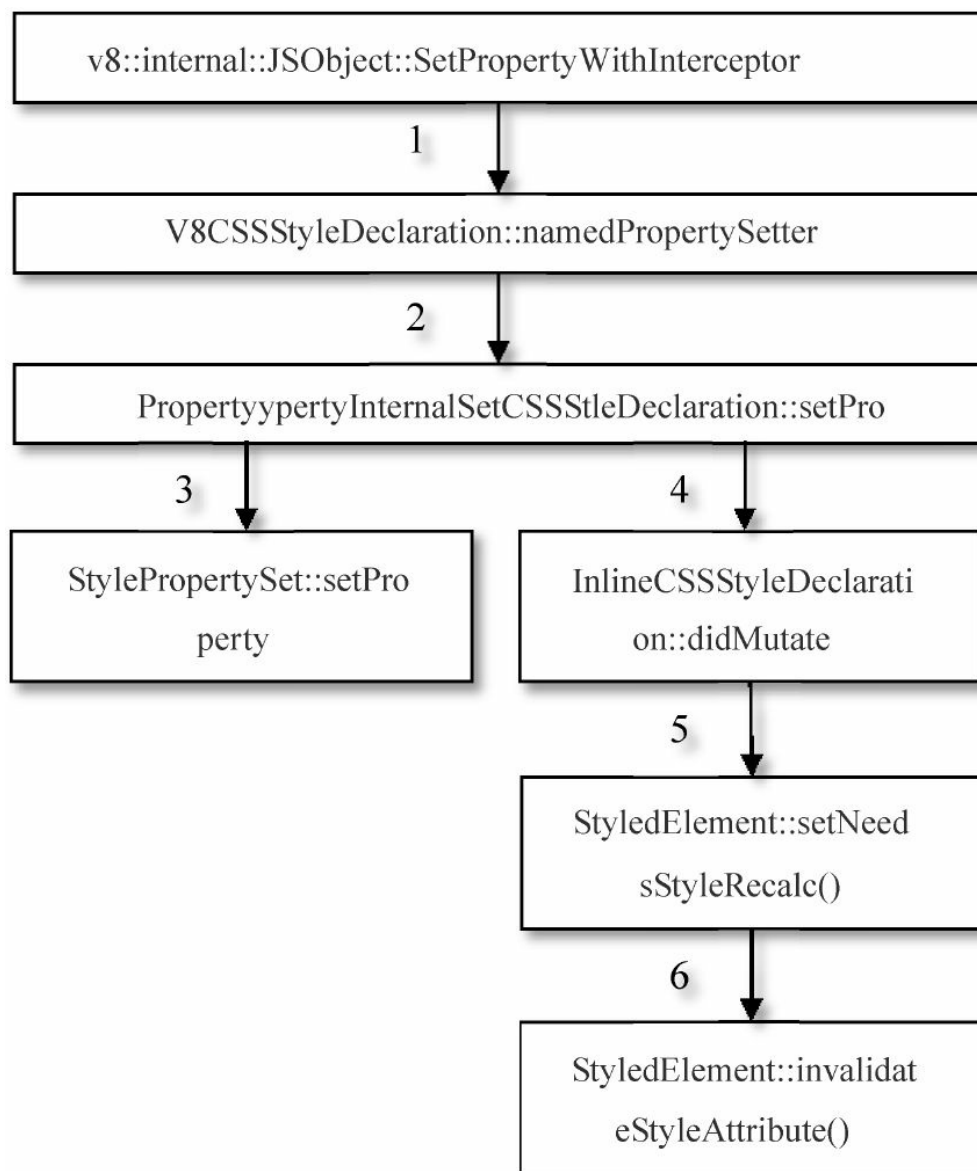 v8::internal::JSObject::SetPropertyWithInterceptor
1
V8CSSStyleDeclaration::namedPropertySetter
2
PropertyypertyInternalSetCSSStleDeclaration::setPro
3
4
StylePropertySet::setPro
perty
InlineCSSStyleDeclarati
on::didMutate
5
StyledElement::setNeed
sStyleRecalc()
6
StyledElement::invalidat
eStyleAttribute()